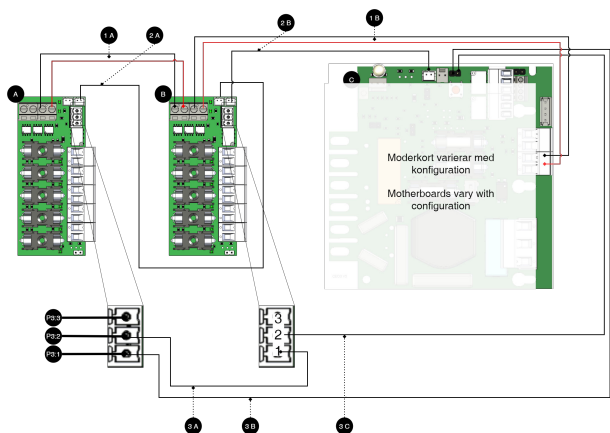 1 A
2 A
2 B
1 B
A
B
C
Moderkort varierar med
konfiguration
Motherboards vary with
configuration
P3:3
P3:2
P3:1
3
2
1
3 A
3 B
3 C